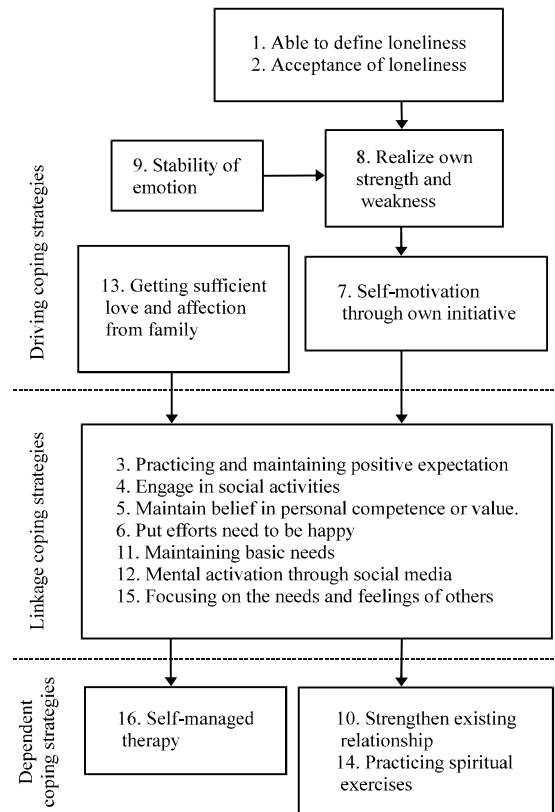 1. Able to define loneliness
2. Acceptance of loneliness
9. Stability of
emotion
8. Realize own
strength and
weakness
13. Getting sufficient
love and affection
from family
7. Self-motivation
through own initiative
Driving coping strategies
3. Practicing and maintaining positive expectation
4. Engage in social activities
5. Maintain belief in personal competence or value.
6. Put efforts need to be happy
11. Maintaining basic needs
12. Mental activation through social media
15. Focusing on the needs and feelings of others
Linkage coping strategies
16. Self-managed
therapy
10. Strengthen existing
relationship
14. Practicing spiritual
exercises
Dependent
coping strategies